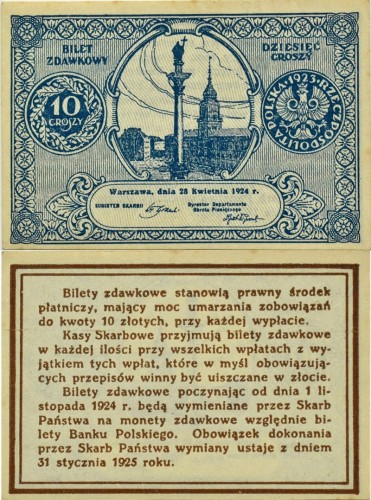 BILET ZDAWKOWY
DZIESIĘĆ GROSZY
10 GROSZY
RZECZPOSPOLITA POLSKA 1923
Warszawa, dnia 28 Kwietnia 1924 r.
MINISTER SKARBU
Dyrektor Departamentu
Obrotu Pieniężnego
Bilety zdawkowe stanowią prawny środek
płatniczy, mający moc umarzania zobowiązań
do kwoty 10 złotych, przy każdej wypłacie.
Kasy Skarbowe przyjmują bilety zdawkowe
w każdej ilości przy wszelkich wpłatach z wy-
jątkiem tych wpłat, które w myśl obowiązuj-
ących przepisów winny być uiszczane w złocie.
Bilety zdawkowe poczynając od dnia 1 li-
stopada 1924 r. będą wymieniane przez Skarb
Państwa na monety zdawkowe względnie bi-
lety Banku Polskiego. Obowiązek dokonania
przez Skarb Państwa wymiany ustaje z dniem
31 stycznia 1925 roku.